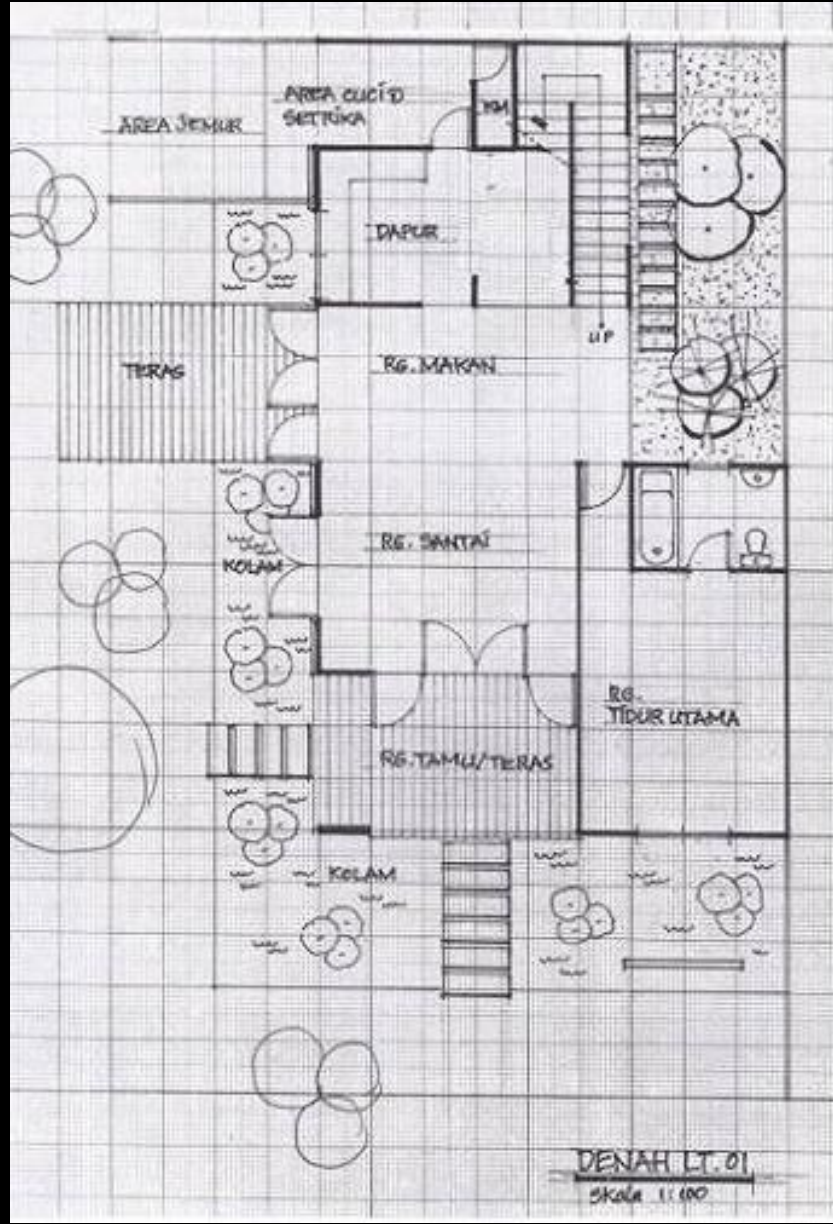 AREA JEMUR
AREA CUCI D
SETRIKA
KM
DAPUR
UP
TERAS
RG. MAKAN
RG. SANTAI
KOLAM
RG.
TIDUR UTAMA
RG. TAMU/TERAS
KOLAM
DENAH LT. 01
Skala 1:100